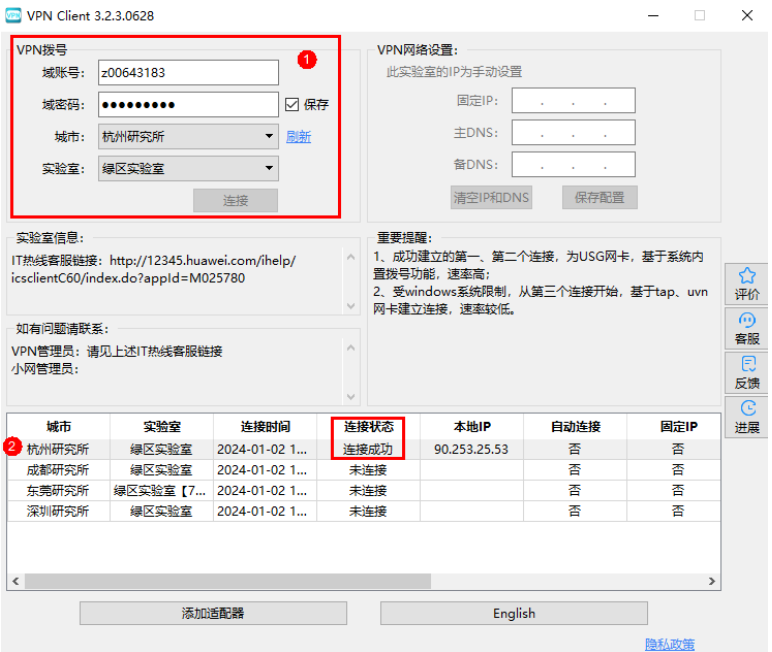 VPN Client 3.2.3.0628
VPN拨号
1
域账号： z00643183
域密码： ●●●●●●●●● 保存
城市： 杭州研究所 刷新
实验室： 绿区实验室
连接
VPN网络设置：
此实验室的IP为手动设置
固定IP： . . .
主DNS： . . .
备DNS： . . .
清空IP和DNS 保存配置
实验室信息：
IT热线客服链接：http://12345.huawei.com/ihelp/
icsclientC60/index.do?appId=M025780
重要提醒：
1、成功建立的第一、第二个连接，为USG网卡，基于系统内
置拨号功能，速率高；
2、受windows系统限制，从第三个连接开始，基于tap、uvn
网卡建立连接，速率较低。
如有问题请联系：
VPN管理员：请见上述IT热线客服链接
小网管理员：
评价
客服
反馈
进展
城市 实验室 连接时间 连接状态 本地IP 自动连接 固定IP
2 杭州研究所 绿区实验室 2024-01-02 1... 连接成功 90.253.25.53 否 否
成都研究所 绿区实验室 2024-01-02 1... 未连接 否 否
东莞研究所 绿区实验室【7... 2024-01-02 1... 未连接 否 否
深圳研究所 绿区实验室 2024-01-02 1... 未连接 否 否
添加适配器 English
隐私政策